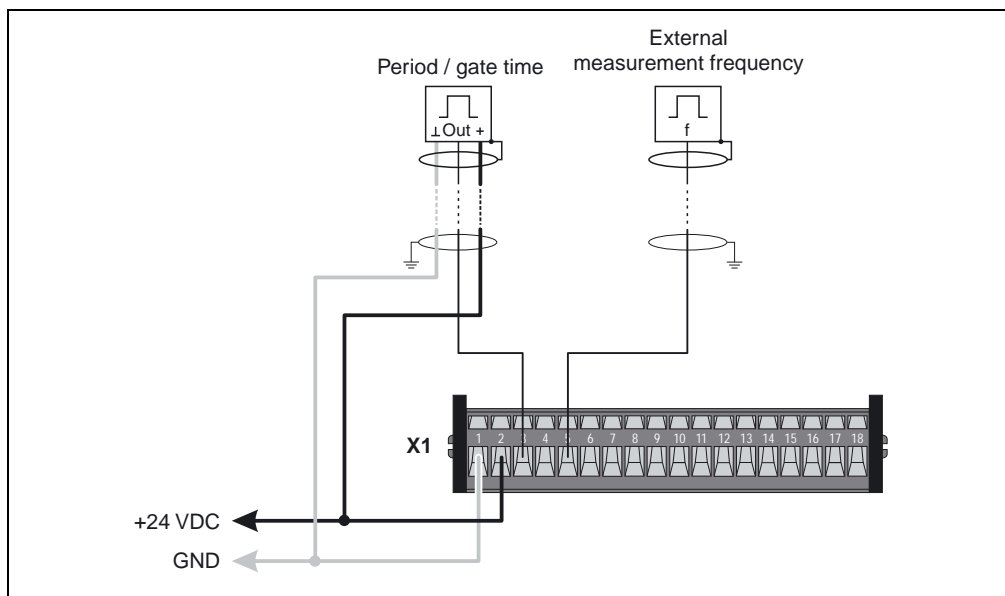 External
Period / gate time measurement frequency
⊥ Out + f
X1 1 2 3 4 5 6 7 8 9 10 11 12 13 14 15 16 17 18
+24 VDC
GND